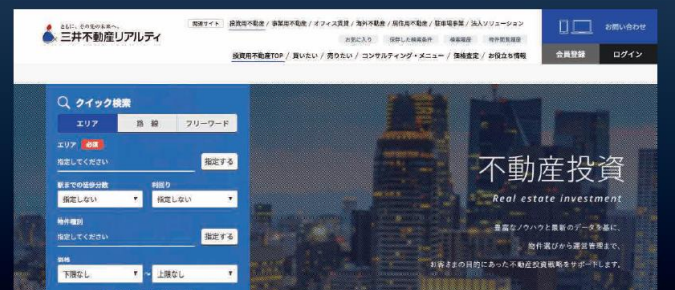 ともに、その先の未来へ。
三井不動産リアルティ
関連サイト 投資用不動産 / 事業用不動産 / オフィス賃貸 / 海外不動産 / 居住用不動産 / 駐車場事業 / 法人ソリューション
お気に入り 保存した検索条件 検索履歴 物件閲覧履歴
お問い合わせ
投資用不動産TOP / 買いたい / 売りたい / コンサルティング・メニュー / 価格査定 / お役立ち情報
会員登録 ログイン
クイック検索
エリア 路線 フリーワード
エリア 必須
指定してください 指定する
駅までの徒歩分数 利回り
指定しない ▼ 指定しない ▼
物件種別
指定してください 指定する
価格
下限なし ▼ ～ 上限なし ▼
不動産投資
Real estate investment
豊富なノウハウと最新のデータを基に、
物件選びから運営管理まで、
お客さまの目的にあった不動産投資戦略をサポートします。